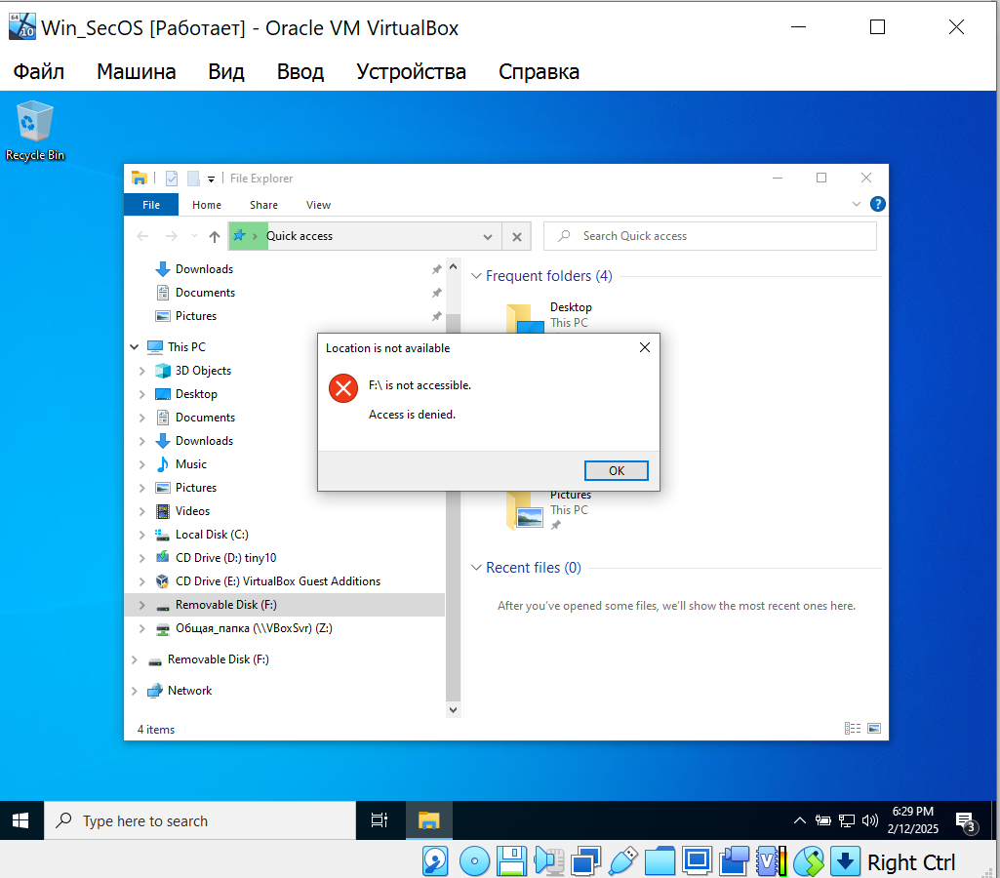 Win_SecOS [Работает] - Oracle VM VirtualBox
Файл Машина Вид Ввод Устройства Справка
Recycle Bin
File Explorer
File Home Share View
Quick access
Search Quick access
Downloads
Documents
Pictures
This PC
3D Objects
Desktop
Documents
Downloads
Music
Pictures
Videos
Local Disk (C:)
CD Drive (D:) tiny10
CD Drive (E:) VirtualBox Guest Additions
Removable Disk (F:)
Общая_папка (\\VBoxSvr) (Z:)
Removable Disk (F:)
Network
Frequent folders (4)
Desktop
This PC
Location is not available
F:\ is not accessible.
Access is denied.
OK
Pictures
This PC
Recent files (0)
After you've opened some files, we'll show the most recent ones here.
4 items
Type here to search
6:29 PM
2/12/2025
3
Right Ctrl